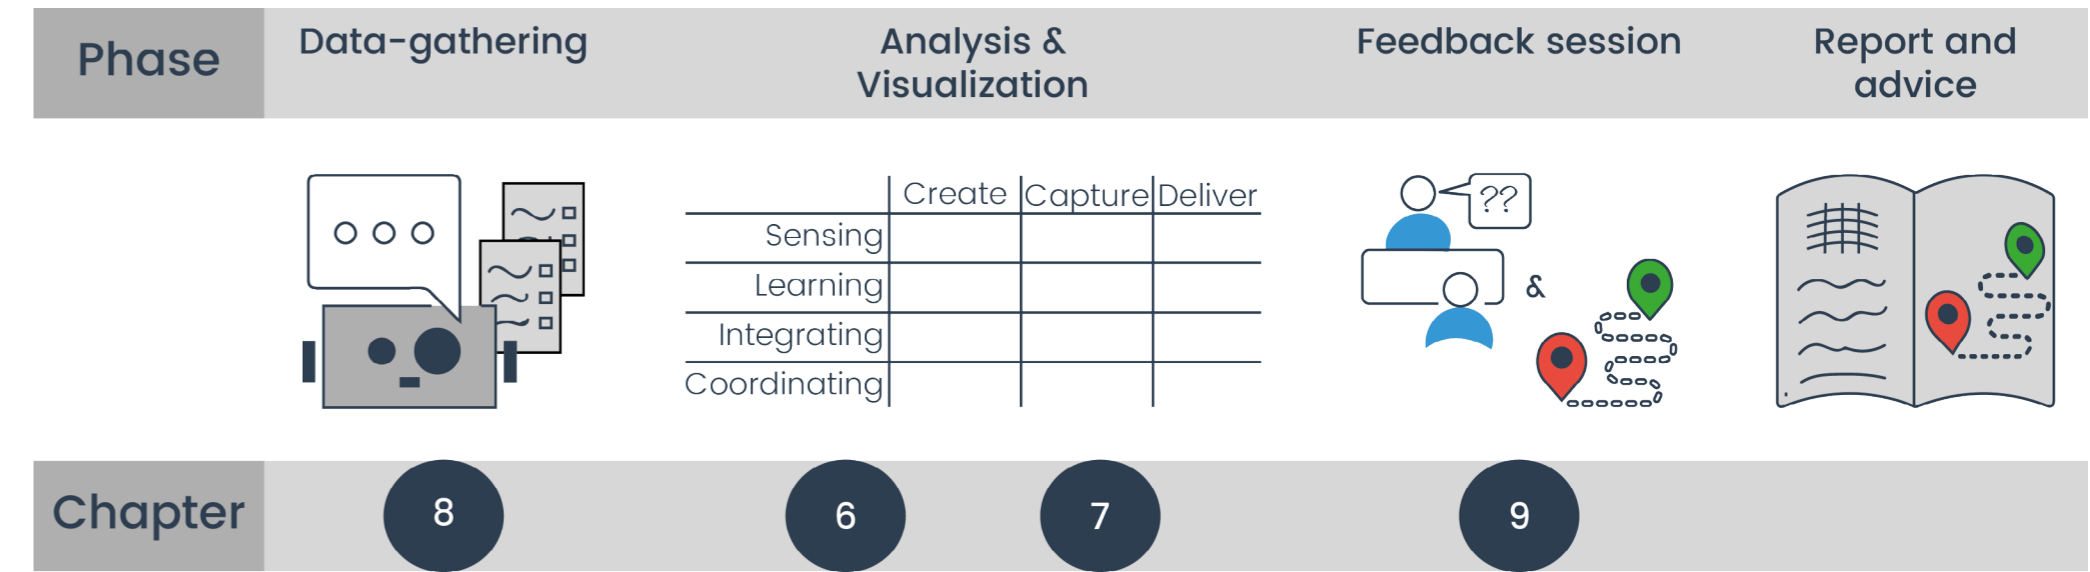 Phase
Data-gathering
Analysis &
Visualization
Feedback session
Report and
advice
Create Capture Deliver
Sensing
Learning
Integrating
Coordinating
??
&
Chapter
8
6
7
9